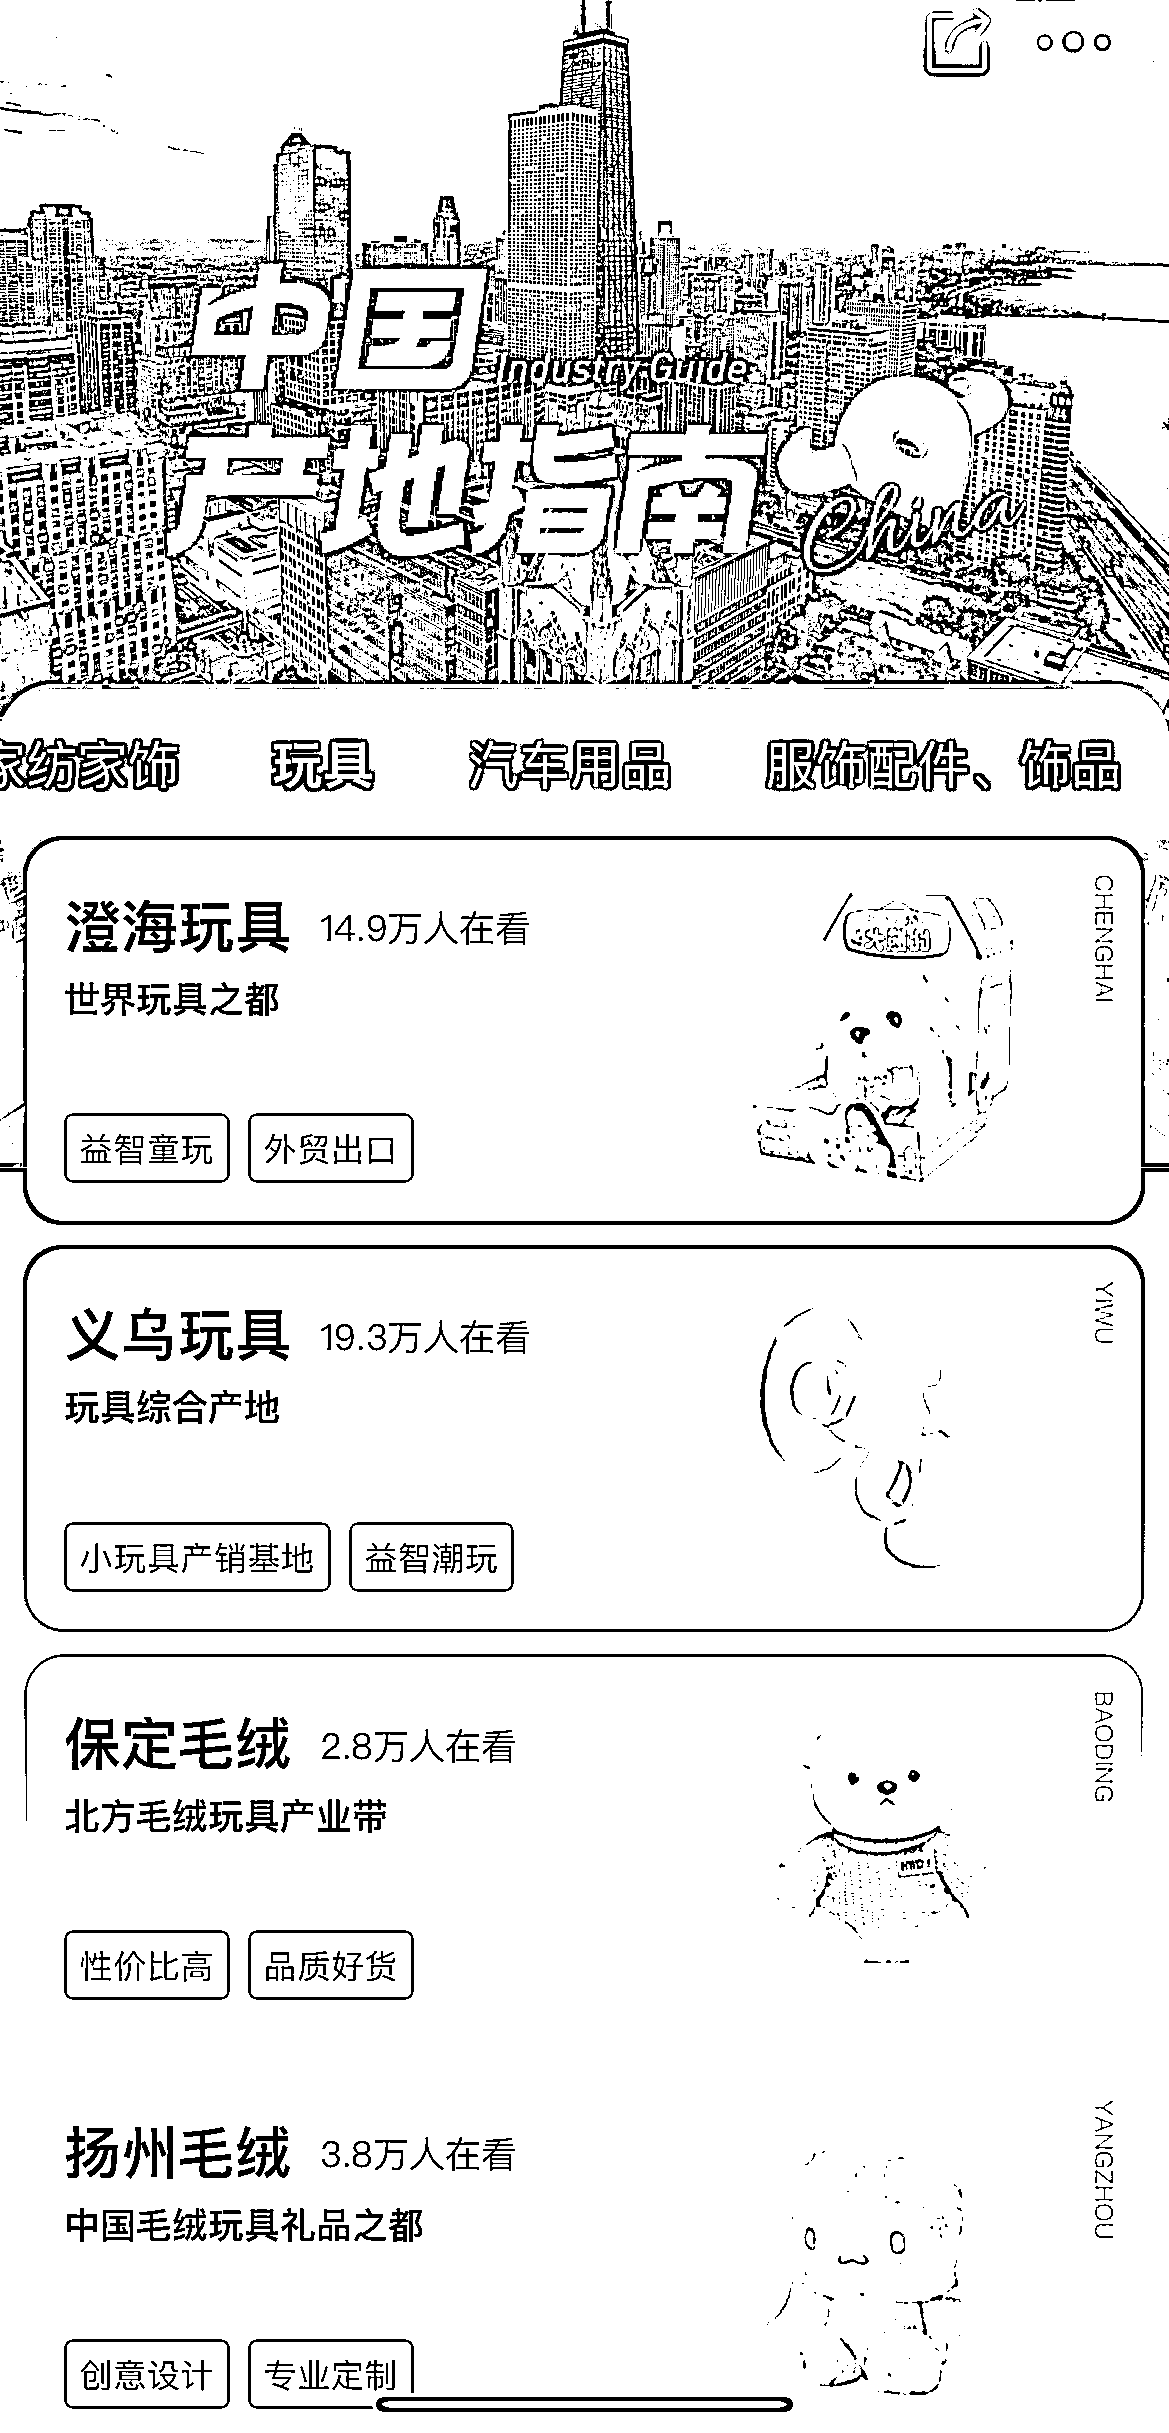 中国
Industry Guide
产地指南
China
家纺家饰 玩具 汽车用品 服饰配件、饰品
澄海玩具 14.9万人在看
CHENGHAI
世界玩具之都
益智童玩 外贸出口
义乌玩具 19.3万人在看
YIWU
玩具综合产地
小玩具产销基地 益智潮玩
保定毛绒 2.8万人在看
BAODING
北方毛绒玩具产业带
性价比高 品质好货
扬州毛绒 3.8万人在看
YANGZHOU
中国毛绒玩具礼品之都
创意设计 专业定制